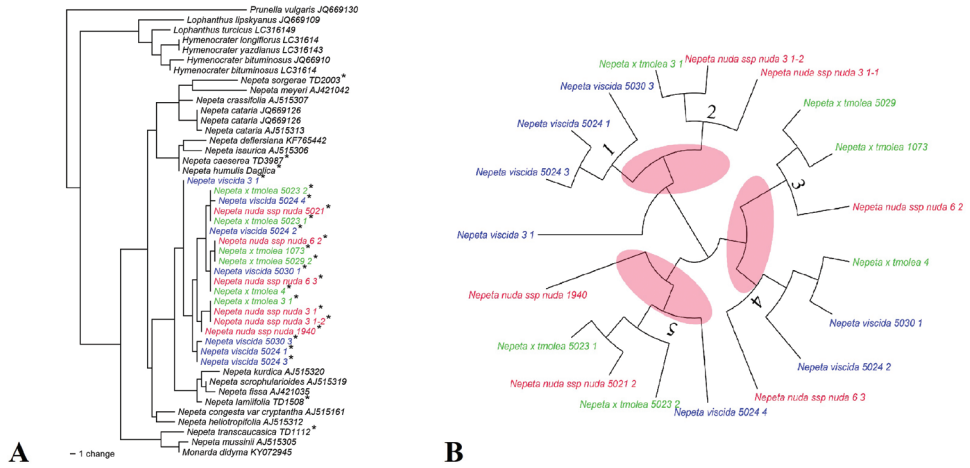 Prunella vulgaris JQ669130
Lophanthus lipskyanus JQ669109
Lophanthus turcicus LC316149
Hymenocrater longiflorus LC31614
Hymenocrater yazdianus LC316143
Hymenocrater bituminosus JQ66910
Hymenocrater bituminosus LC31614
Nepeta sorgerae TD2003*
Nepeta meyeri AJ421042
Nepeta crassifolia AJ515307
Nepeta cataria JQ669126
Nepeta cataria JQ669126
Nepeta cataria AJ515313
Nepeta deflersiana KF765442
Nepeta isaurica AJ515306
Nepeta caeserea TD3987*
Nepeta humilis Daglica*
Nepeta viscida 3 1*
Nepeta x tmolea 5023 2*
Nepeta viscida 5024 4*
Nepeta nuda ssp nuda 5021*
Nepeta x tmolea 5023 1*
Nepeta viscida 5024 2*
Nepeta nuda ssp nuda 6 2*
Nepeta x tmolea 1073*
Nepeta x tmolea 5029 2*
Nepeta viscida 5030 1*
Nepeta nuda ssp nuda 6 3*
Nepeta x tmolea 4*
Nepeta x tmolea 3 1*
Nepeta nuda ssp nuda 3 1*
Nepeta nuda ssp nuda 3 1-2*
Nepeta nuda ssp nuda 1940*
Nepeta viscida 5030 3*
Nepeta viscida 5024 1*
Nepeta viscida 5024 3*
Nepeta kurdica AJ515320
Nepeta scrophularioides AJ515319
Nepeta fissa AJ421035
Nepeta lamiifolia TD1508*
Nepeta congesta var cryptantha AJ515161
Nepeta heliotropifolia AJ515312
Nepeta transcaucasica TD1112*
Nepeta mussinii AJ515305
Monarda didyma KY072945
1 change
A
Nepeta x tmolea 3 1
Nepeta nuda ssp nuda 3 1-2
Nepeta nuda ssp nuda 3 1-1
Nepeta viscida 5030 3
Nepeta x tmolea 5029
2
Nepeta viscida 5024 1
Nepeta x tmolea 1073
1
Nepeta viscida 5024 3
3
Nepeta nuda ssp nuda 6 2
Nepeta viscida 3 1
Nepeta x tmolea 4
Nepeta nuda ssp nuda 1940
4
Nepeta viscida 5030 1
5
Nepeta x tmolea 5023 1
Nepeta viscida 5024 2
Nepeta nuda ssp nuda 5021 2
Nepeta nuda ssp nuda 6 3
Nepeta x tmolea 5023 2
Nepeta viscida 5024 4
B